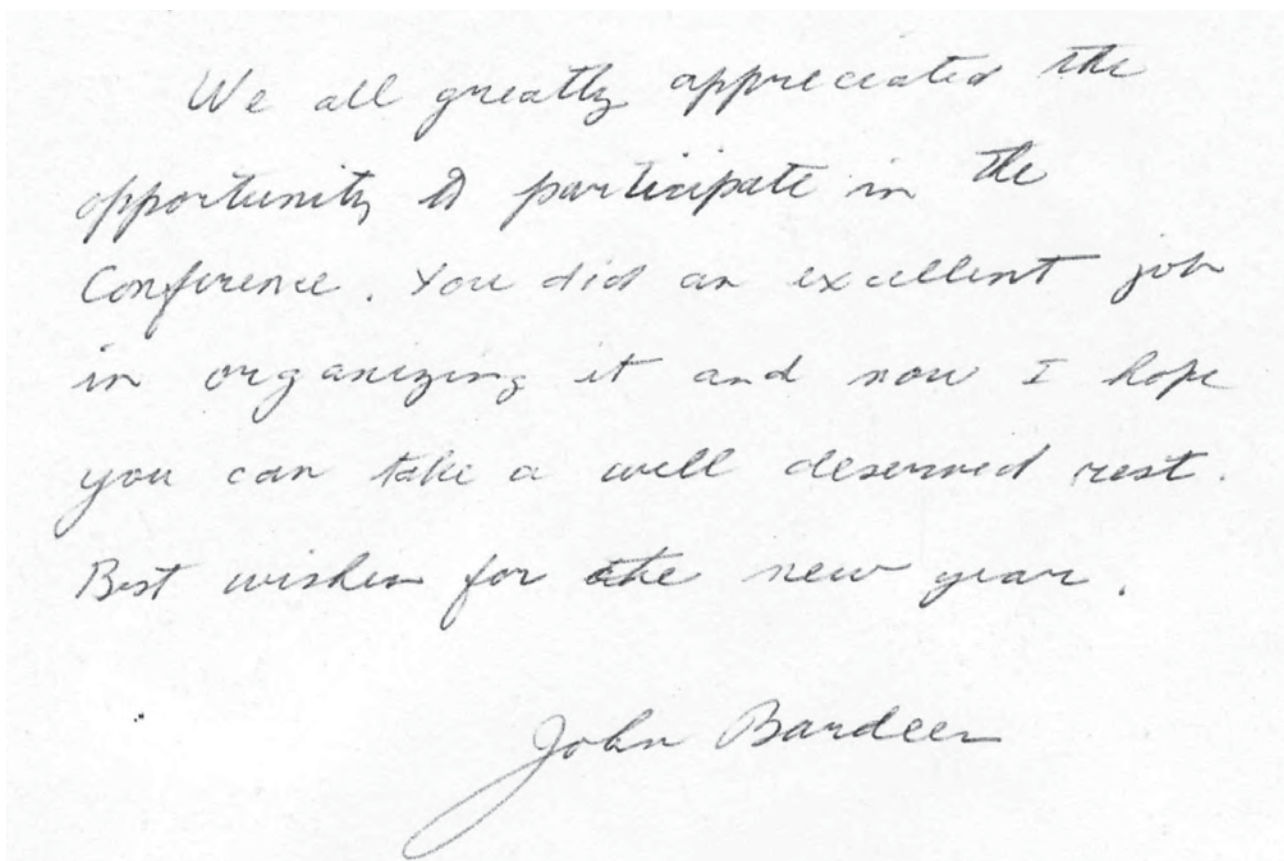 We all greatly appreciated the
opportunity to participate in the
Conference. You did an excellent job
in organizing it and now I hope
you can take a well deserved rest.
Best wishes for the new year.
John Bardeen